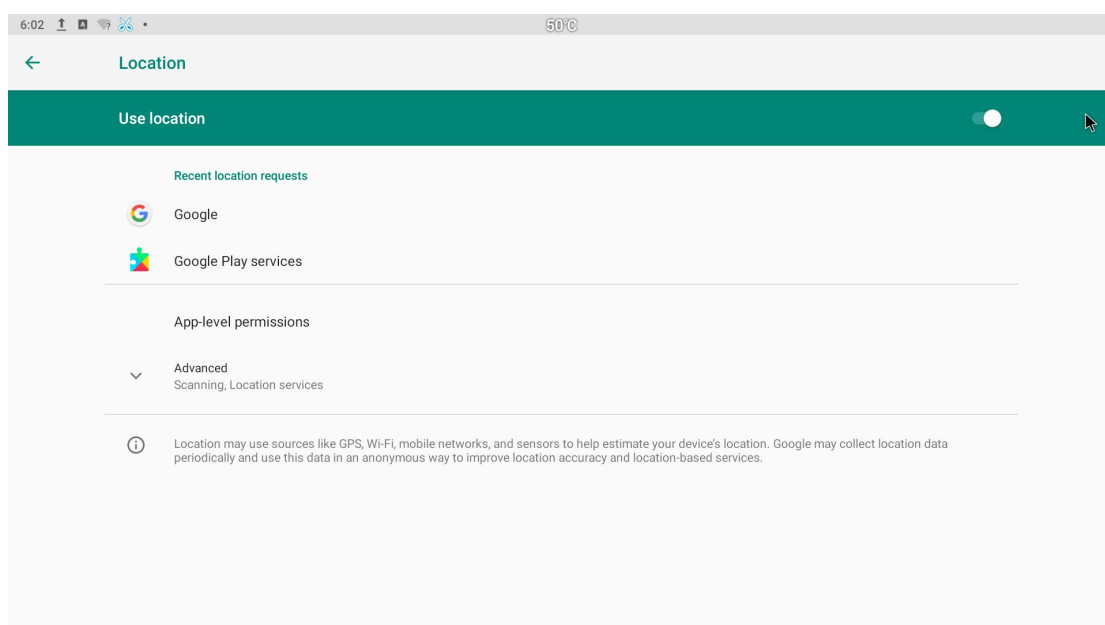 6:02 50°C
Location
Use location
Recent location requests
Google
Google Play services
App-level permissions
Advanced
Scanning, Location services
Location may use sources like GPS, Wi-Fi, mobile networks, and sensors to help estimate your device's location. Google may collect location data
periodically and use this data in an anonymous way to improve location accuracy and location-based services.